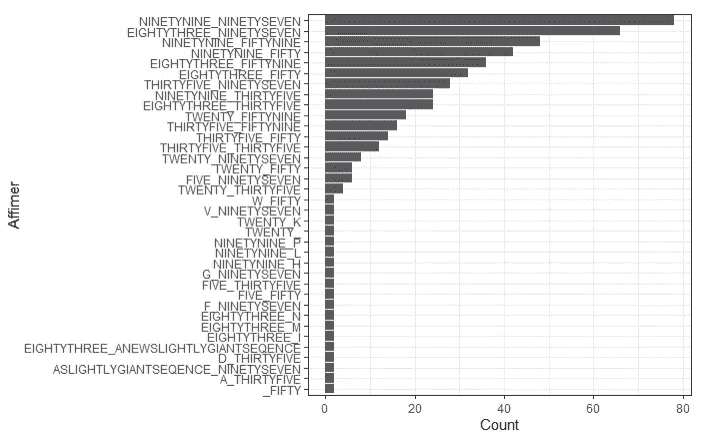 NINETYNINE_NINETYSEVEN
EIGHTYTHREE_NINETYSEVEN
NINETYNINE_FIFTYNINE
NINETYNINE_FIFTY
EIGHTYTHREE_FIFTYNINE
EIGHTYTHREE_FIFTY
THIRTYFIVE_NINETYSEVEN
NINETYNINE_THIRTYFIVE
EIGHTYTHREE_THIRTYFIVE
TWENTY_FIFTYNINE
THIRTYFIVE_FIFTYNINE
THIRTYFIVE_FIFTY
THIRTYFIVE_THIRTYFIVE
TWENTY_NINETYSEVEN
TWENTY_FIFTY
FIVE_NINETYSEVEN
TWENTY_THIRTYFIVE
W_FIFTY
V_NINETYSEVEN
TWENTY_K
TWENTY_
NINETYNINE_P
NINETYNINE_L
NINETYNINE_H
G_NINETYSEVEN
FIVE_THIRTYFIVE
FIVE_FIFTY
F_NINETYSEVEN
EIGHTYTHREE_N
EIGHTYTHREE_M
EIGHTYTHREE_I
EIGHTYTHREE_ANEWSLIGHTLYGIANTSEQENCE
D_THIRTYFIVE
ASLIGHTLYGIANTSEQENCE_NINETYSEVEN
A_THIRTYFIVE
_FIFTY
Affimer
0 20 40 60 80
Count